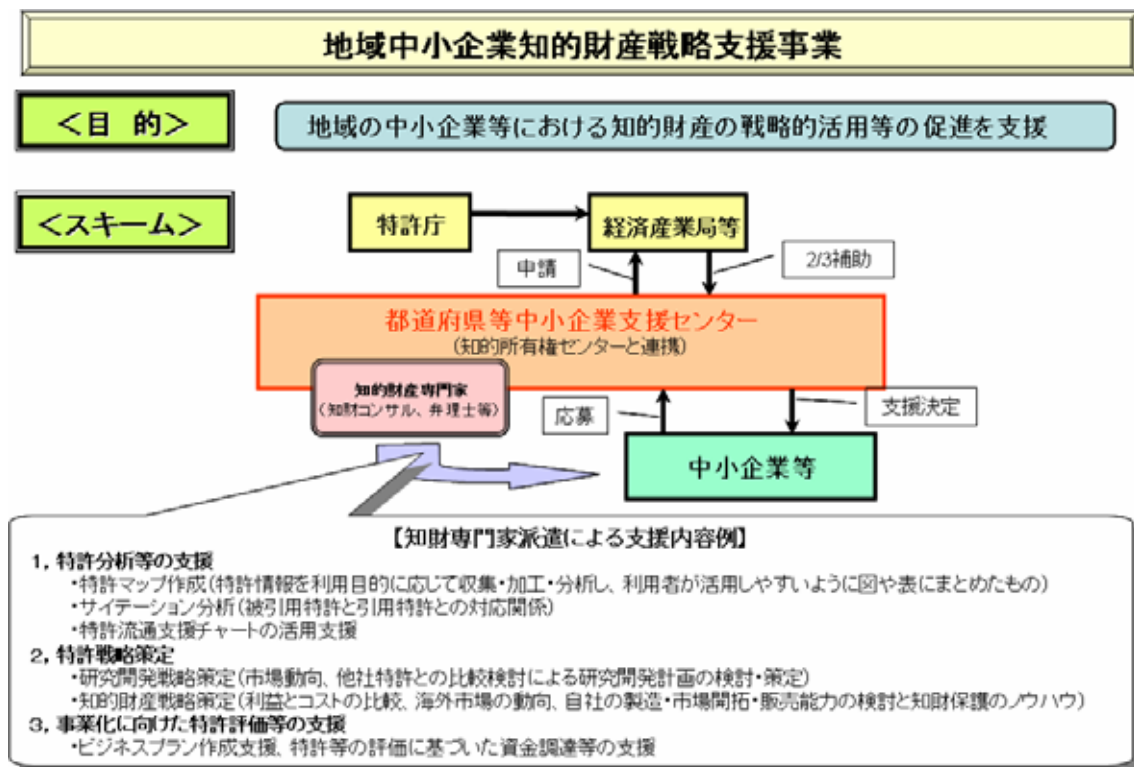 地域中小企業知的財産戦略支援事業
＜目 的＞
地域の中小企業等における知的財産の戦略的活用等の促進を支援
＜スキーム＞
特許庁
経済産業局等
申請
2/3補助
都道府県等中小企業支援センター
(知的所有権センターと連携)
知的財産専門家
(知財コンサル、弁理士等)
応募
支援決定
中小企業等
【知財専門家派遣による支援内容例】
1, 特許分析等の支援
・特許マップ作成(特許情報を利用目的に応じて収集・加工・分析し、利用者が活用しやすいように図や表にまとめたもの)
・サイテーション分析(被引用特許と引用特許との対応関係)
・特許流通支援チャートの活用支援
2, 特許戦略策定
・研究開発戦略策定(市場動向、他社特許との比較検討による研究開発計画の検討・策定)
・知的財産戦略策定(利益とコストの比較、海外市場の動向、自社の製造・市場開拓・販売能力の検討と知財保護のノウハウ)
3, 事業化に向けた特許評価等の支援
・ビジネスプラン作成支援、特許等の評価に基づいた資金調達等の支援